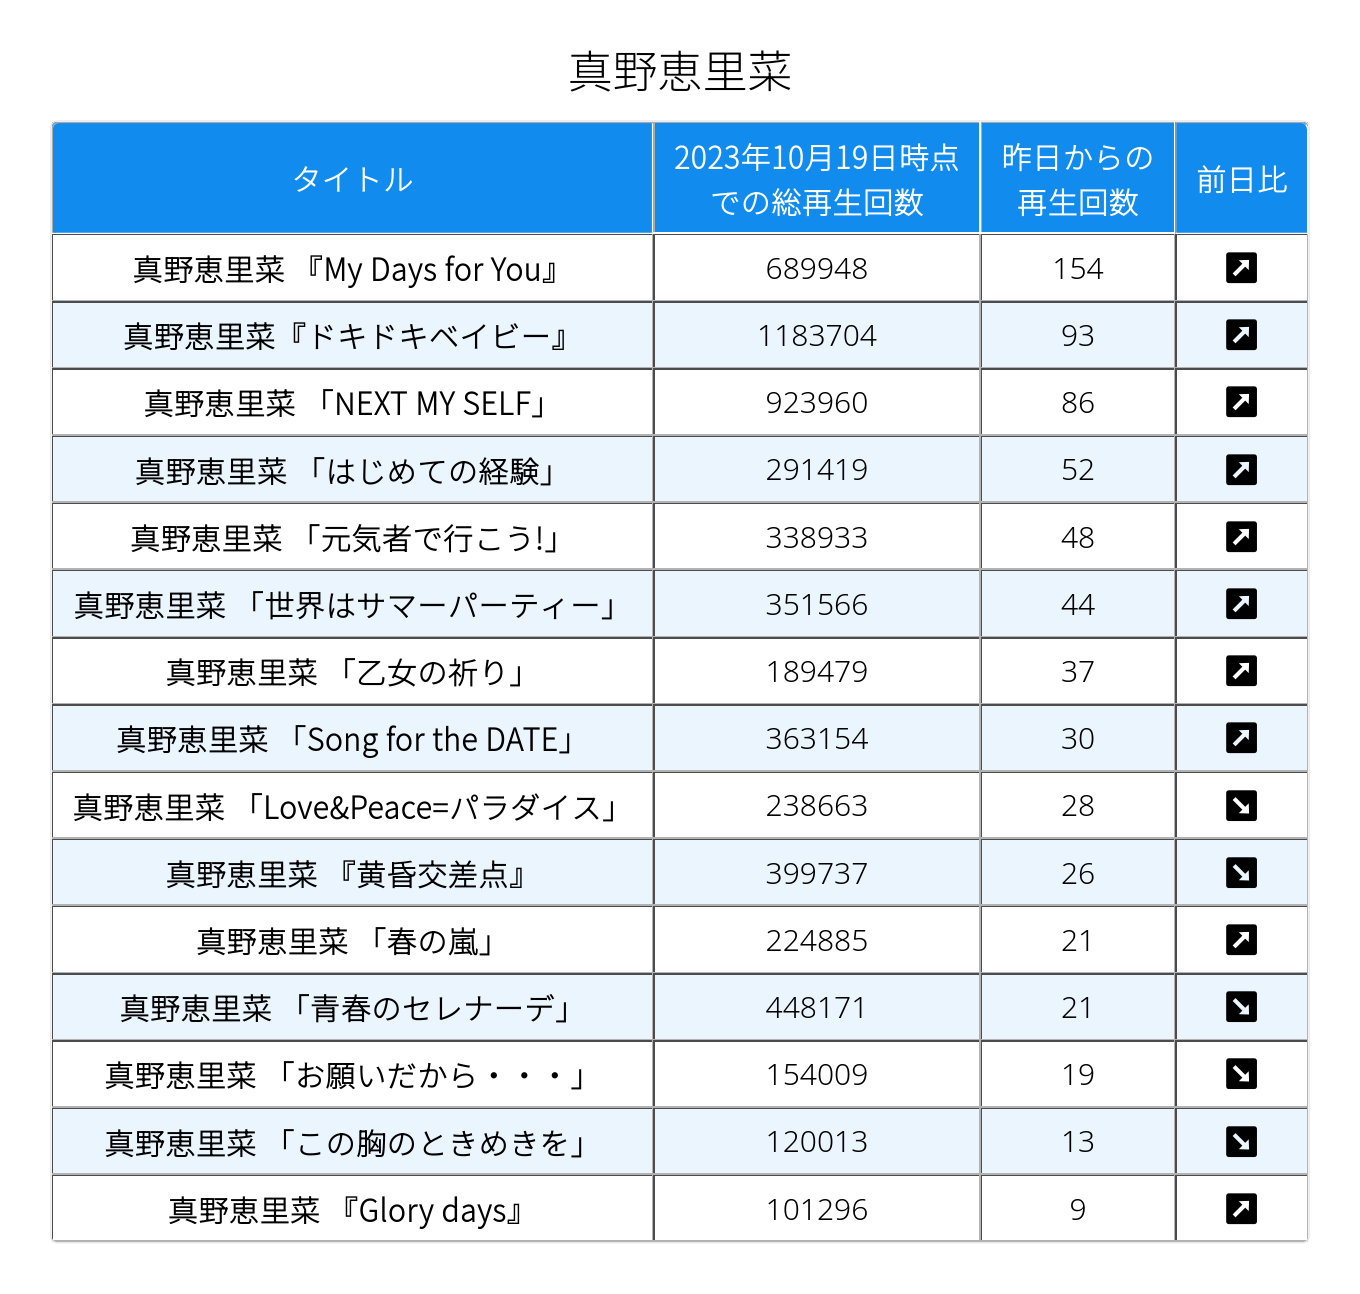 真野恵里菜
タイトル 2023年10月19日時点での総再生回数 昨日からの再生回数 前日比
真野恵里菜 『My Days for You』 689948 154 ↗
真野恵里菜『ドキドキベイビー』 1183704 93 ↗
真野恵里菜 「NEXT MY SELF」 923960 86 ↗
真野恵里菜 「はじめての経験」 291419 52 ↗
真野恵里菜 「元気者で行こう!」 338933 48 ↗
真野恵里菜 「世界はサマーパーティー」 351566 44 ↗
真野恵里菜 「乙女の祈り」 189479 37 ↗
真野恵里菜 「Song for the DATE」 363154 30 ↗
真野恵里菜 「Love&Peace=パラダイス」 238663 28 ↘
真野恵里菜 『黄昏交差点』 399737 26 ↘
真野恵里菜 「春の嵐」 224885 21 ↗
真野恵里菜 「青春のセレナーデ」 448171 21 ↘
真野恵里菜 「お願いだから・・・」 154009 19 ↘
真野恵里菜 「この胸のときめきを」 120013 13 ↘
真野恵里菜 『Glory days』 101296 9 ↗